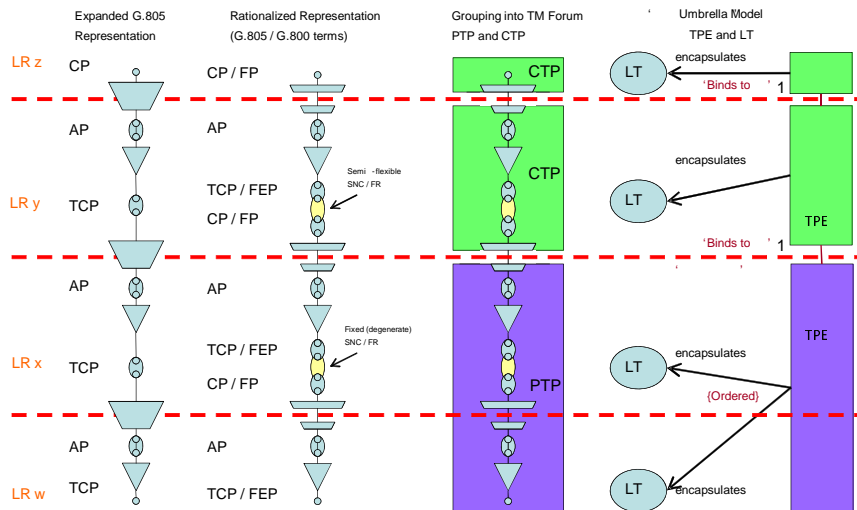 Expanded G.805
Representation
Rationalized Representation
(G.805 / G.800 terms)
Grouping into TM Forum
PTP and CTP
‘ Umbrella Model ’
TPE and LT
LR z
CP
CP / FP
CTP
LT
encapsulates
‘Binds to ’ 1
AP
AP
LR y
TCP
TCP / FEP
CP / FP
Semi -flexible
SNC / FR
CTP
encapsulates
LT
TPE
‘Binds to ’ 1
‘ ’
AP
AP
LR x
TCP
TCP / FEP
CP / FP
Fixed (degenerate)
SNC / FR
PTP
TPE
encapsulates
LT
{Ordered}
AP
AP
LR w
TCP
TCP / FEP
LT
encapsulates